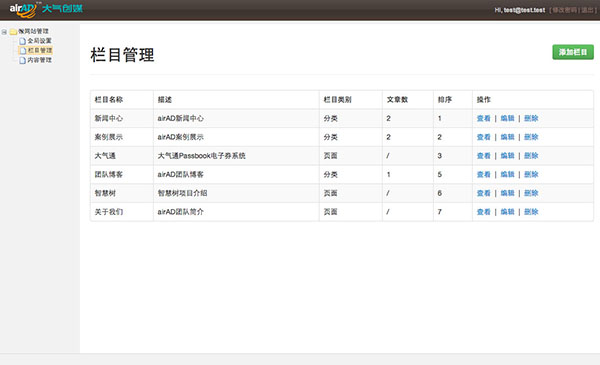 airAD™ 大气创媒
Hi, test@test.test [ 修改密码 | 退出 ]
网站管理
全局设置
栏目管理
内容管理
栏目管理
添加栏目
栏目名称 描述 栏目类别 文章数 排序 操作
新闻中心 airAD新闻中心 分类 2 1 查看 | 编辑 | 删除
案例展示 airAD案例展示 分类 2 2 查看 | 编辑 | 删除
大气通 大气通Passbook电子券系统 页面 / 3 查看 | 编辑 | 删除
团队博客 airAD团队博客 分类 1 5 查看 | 编辑 | 删除
智慧树 智慧树项目介绍 页面 / 6 查看 | 编辑 | 删除
关于我们 airAD团队简介 页面 / 7 查看 | 编辑 | 删除